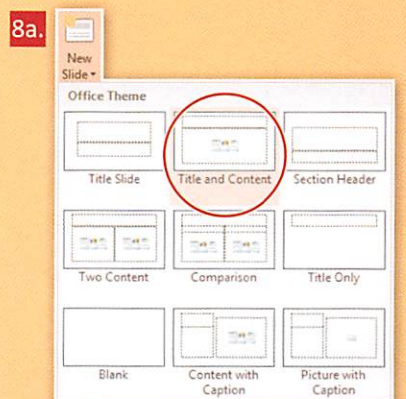 8a.
New
Slide
Office Theme
Title Slide
Title and Content
Section Header
Two Content
Comparison
Title Only
Blank
Content with
Caption
Picture with
Caption